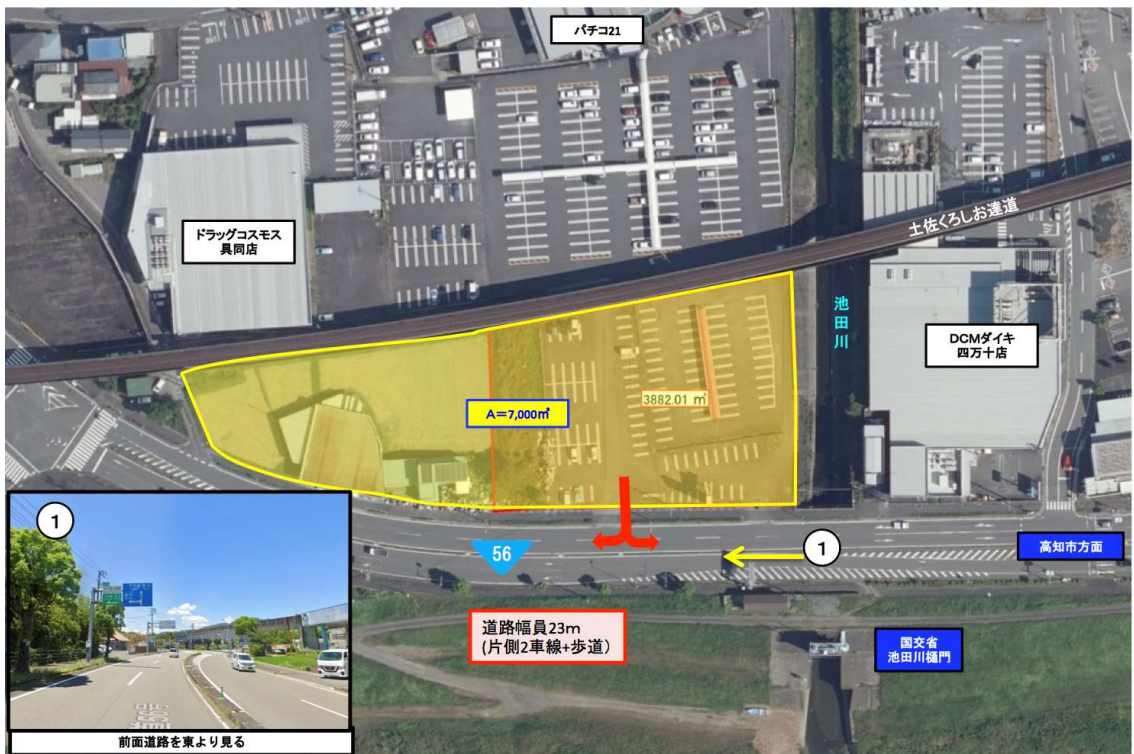 パチコ21
ドラッグコスモス
具同店
土佐くろしお達道
池田川
DCMダイキ
四万十店
A=7,000㎡
3882.01 ㎡
56
1
高知市方面
道路幅員23m
(片側2車線+歩道)
国交省
池田川樋門
1
前面道路を東より見る